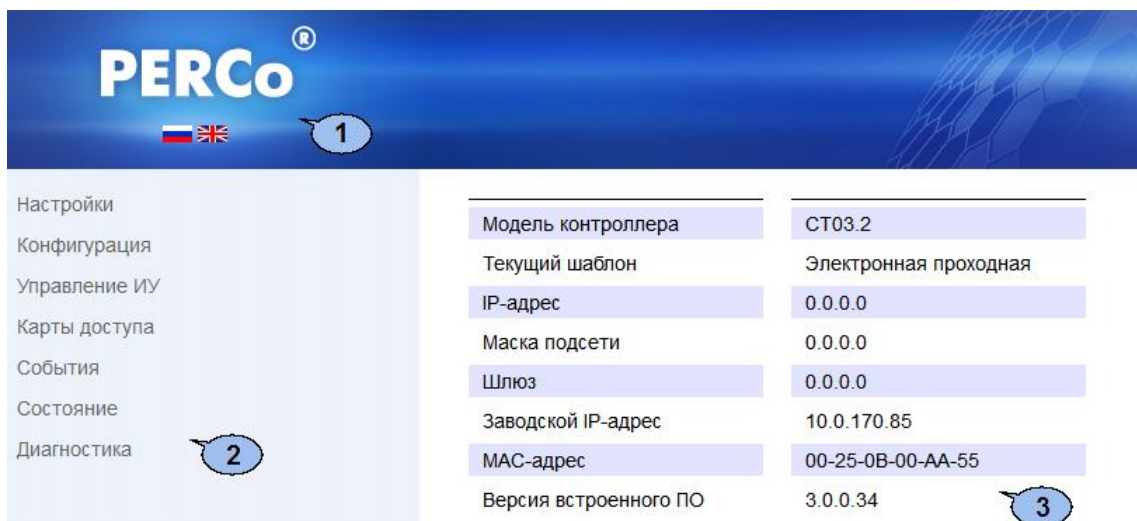 PERCo®
1
Настройки
Конфигурация
Управление ИУ
Карты доступа
События
Состояние
Диагностика
2
Модель контроллера CT03.2
Текущий шаблон Электронная проходная
IP-адрес 0.0.0.0
Маска подсети 0.0.0.0
Шлюз 0.0.0.0
Заводской IP-адрес 10.0.170.85
MAC-адрес 00-25-0B-00-AA-55
Версия встроенного ПО 3.0.0.34
3